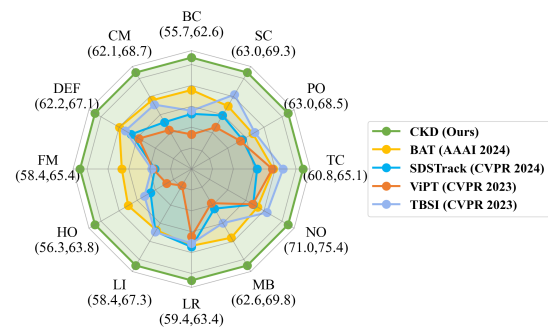 BC
(55.7,62.6)
SC
(63.0,69.3)
PO
(63.0,68.5)
TC
(60.8,65.1)
NO
(71.0,75.4)
MB
(62.6,69.8)
LR
(59.4,63.4)
LI
(58.4,67.3)
HO
(56.3,63.8)
FM
(58.4,65.4)
DEF
(62.2,67.1)
CM
(62.1,68.7)
CKD (Ours)
BAT (AAAI 2024)
SDSTrack (CVPR 2024)
ViPT (CVPR 2023)
TBSI (CVPR 2023)